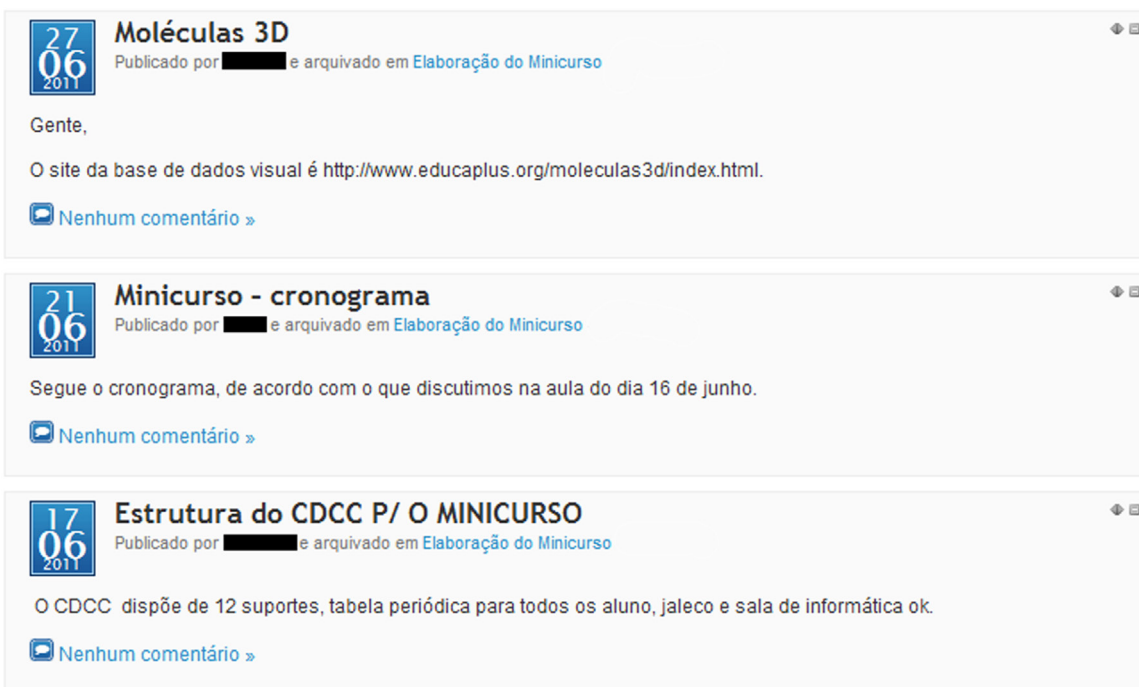 27
06
2011
Moléculas 3D
Publicado por e arquivado em Elaboração do Minicurso
Gente,
O site da base de dados visual é http://www.educaplus.org/moleculas3d/index.html.
Nenhum comentário »
21
06
2011
Minicurso - cronograma
Publicado por e arquivado em Elaboração do Minicurso
Segue o cronograma, de acordo com o que discutimos na aula do dia 16 de junho.
Nenhum comentário »
17
06
2011
Estrutura do CDCC P/ O MINICURSO
Publicado por e arquivado em Elaboração do Minicurso
O CDCC dispõe de 12 suportes, tabela periódica para todos os aluno, jaleco e sala de informática ok.
Nenhum comentário »